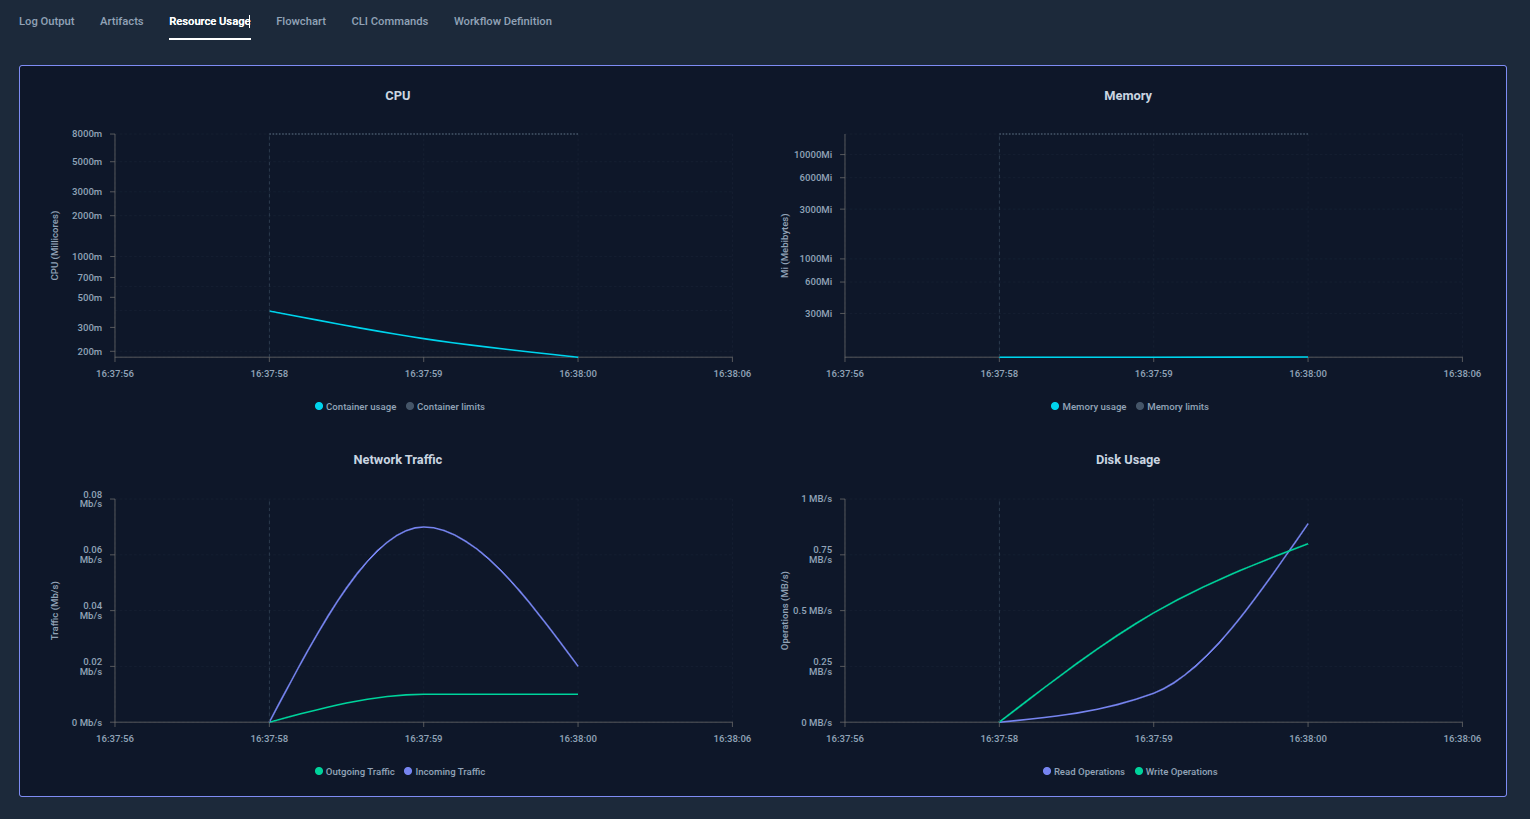 Log Output Artifacts Resource Usage Flowchart CLI Commands Workflow Definition
CPU
8000m
5000m
3000m
2000m
1000m
700m
500m
300m
200m
CPU (Millicores)
16:37:56 16:37:58 16:37:59 16:38:00 16:38:06
Container usage Container limits
Memory
10000Mi
6000Mi
3000Mi
1000Mi
600Mi
300Mi
Mi (Mebibytes)
16:37:56 16:37:58 16:37:59 16:38:00 16:38:06
Memory usage Memory limits
Network Traffic
0.08
Mb/s
0.06
Mb/s
0.04
Mb/s
0.02
Mb/s
0 Mb/s
Traffic (Mb/s)
16:37:56 16:37:58 16:37:59 16:38:00 16:38:06
Outgoing Traffic Incoming Traffic
Disk Usage
1 MB/s
0.75
MB/s
0.5 MB/s
0.25
MB/s
0 MB/s
Operations (MB/s)
16:37:56 16:37:58 16:37:59 16:38:00 16:38:06
Read Operations Write Operations